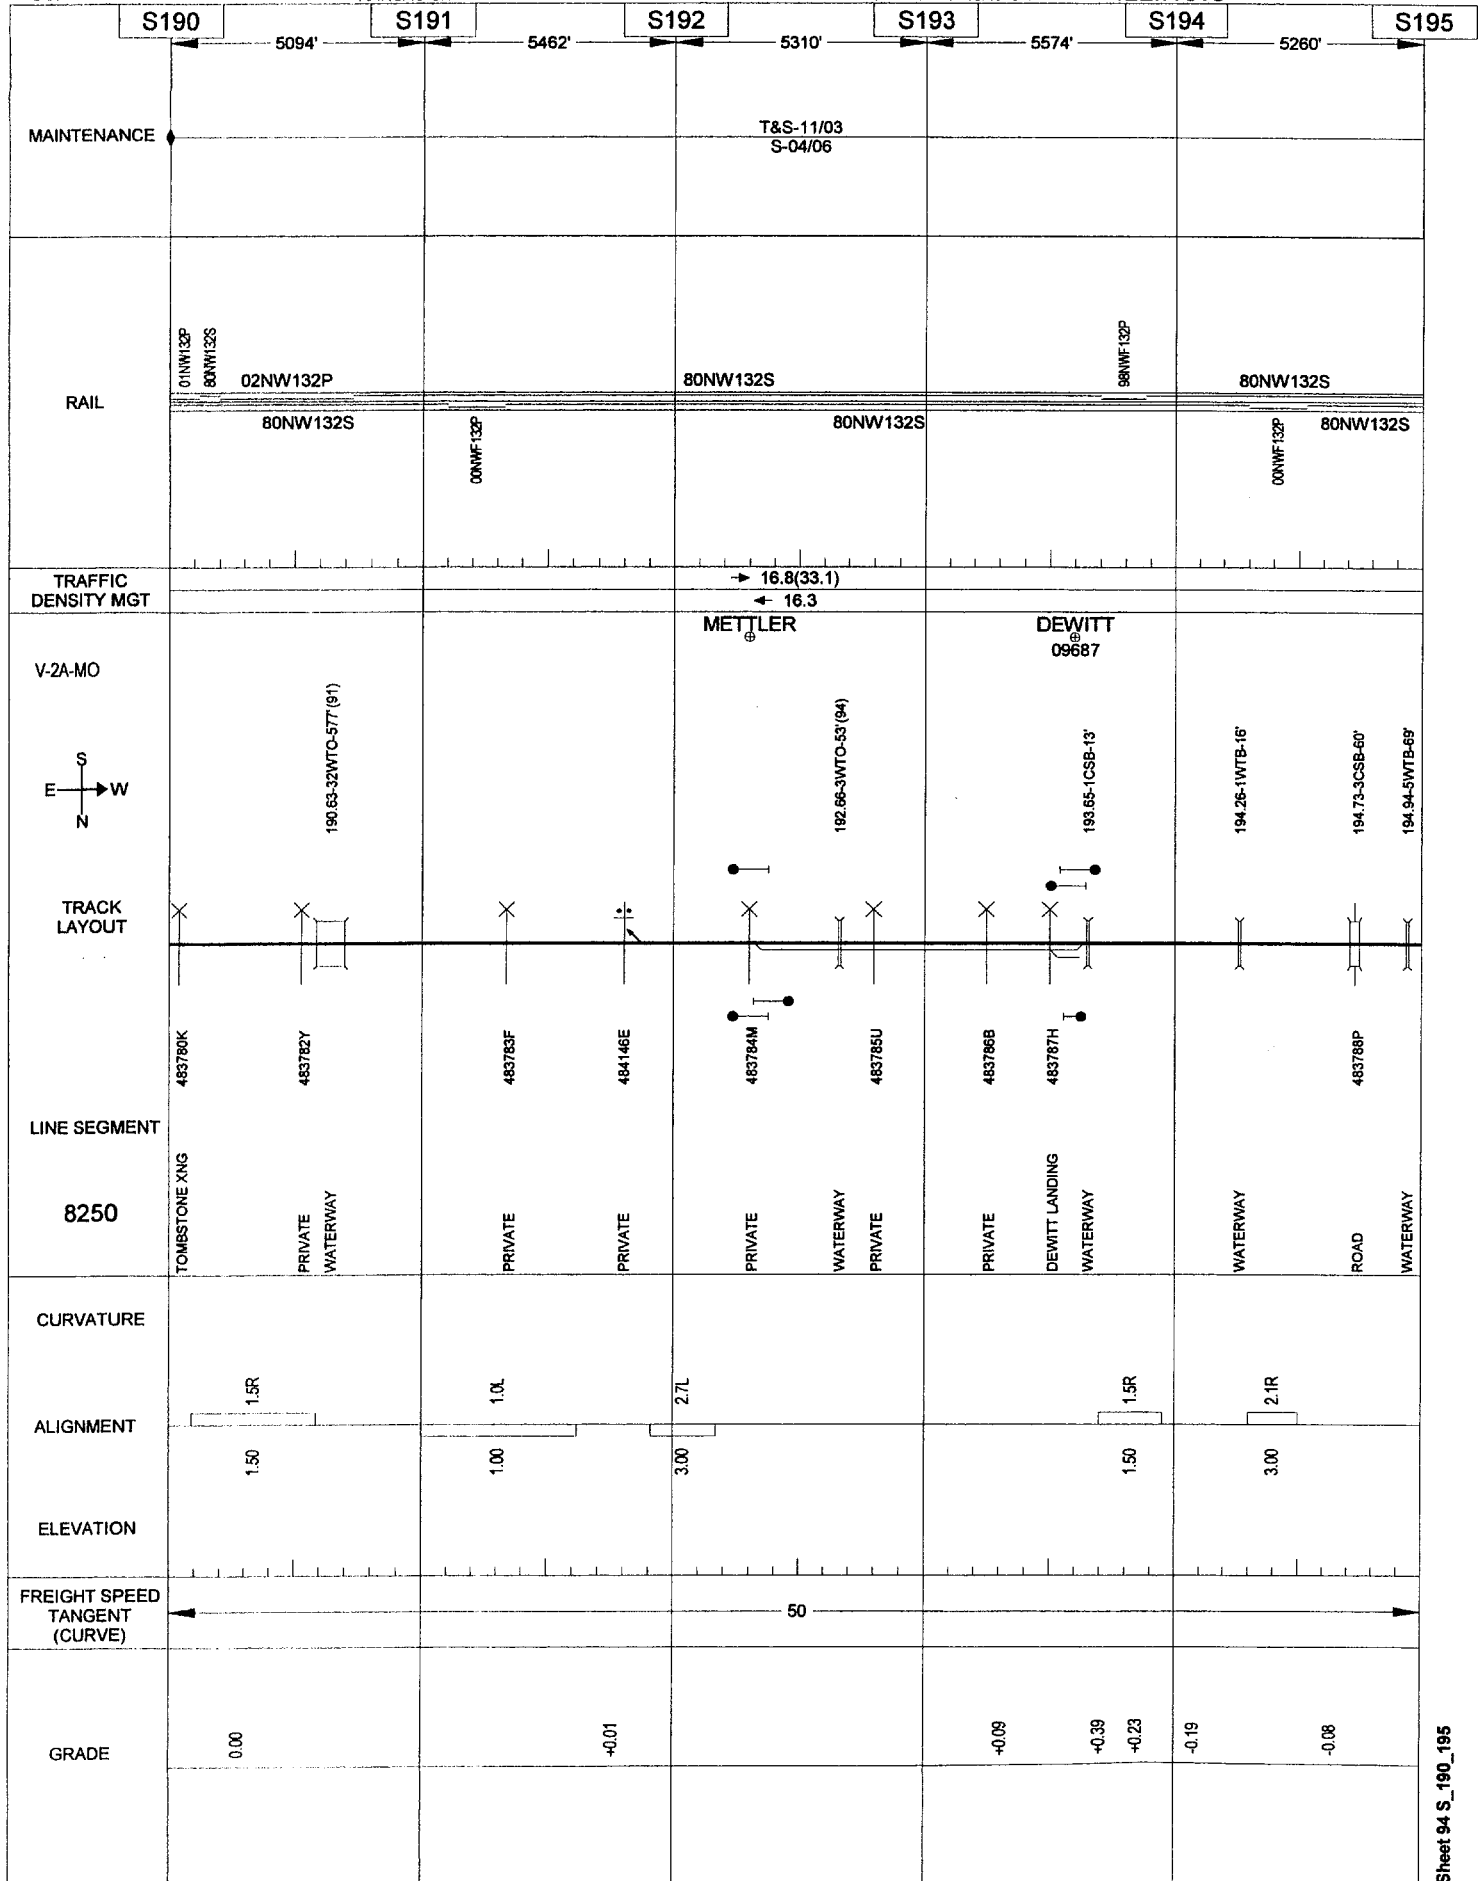 S190 S191 S192 S193 S194 S195
5094' 5462' 5310' 5574' 5260'
MAINTENANCE
T&S-11/03
S-04/06
RAIL
01NW132P
80NW132S
02NW132P
80NW132S
98NWF132P
80NW132S
80NW132S
00NWF132P
80NW132S
00NWF132P
80NW132S
TRAFFIC
DENSITY MGT
16.8(33.1)
16.3
METTLER
DEWITT
09687
V-2A-MO
190.63-32WTO-577'(91)
192.66-3WTO-53'(94)
193.65-1CSB-13'
194.26-1WTB-16'
194.73-3CSB-60'
194.94-5WTB-69'
S
E W
N
TRACK
LAYOUT
483780K
483782Y
483783F
484146E
483784M
483785U
483786B
483787H
483788P
LINE SEGMENT
8250
TOMBSTONE XNG
PRIVATE
WATERWAY
PRIVATE
PRIVATE
PRIVATE
WATERWAY
PRIVATE
PRIVATE
DEWITT LANDING
WATERWAY
WATERWAY
ROAD
WATERWAY
CURVATURE
1.5R
1.0L
2.7L
1.5R
2.1R
ALIGNMENT
1.50
1.00
3.00
1.50
3.00
ELEVATION
FREIGHT SPEED
TANGENT
(CURVE)
50
GRADE
0.00
+0.01
+0.09
+0.39
+0.23
-0.19
-0.08
Sheet 94 S_190_195